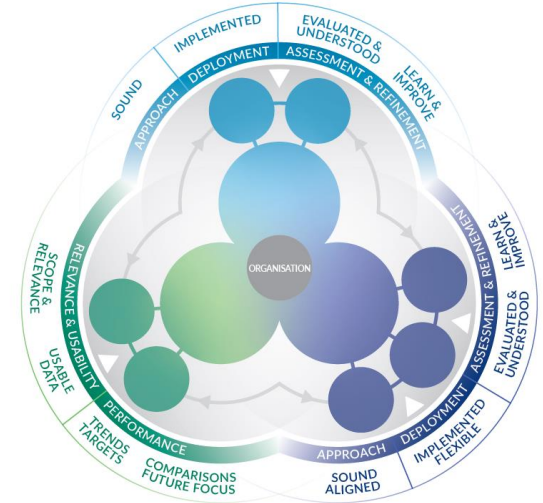 SOUND
IMPLEMENTED
EVALUATED &
UNDERSTOOD
LEARN &
IMPROVE
APPROACH
DEPLOYMENT
ASSESSMENT & REFINEMENT
ORGANISATION
SCOPE &
RELEVANCE
USABLE
DATA
RELEVANCE & USABILITY
PERFORMANCE
TRENDS
TARGETS
COMPARISONS
FUTURE FOCUS
LEARN &
IMPROVE
EVALUATED &
UNDERSTOOD
ASSESSMENT & REFINEMENT
DEPLOYMENT
APPROACH
IMPLEMENTED
FLEXIBLE
SOUND
ALIGNED